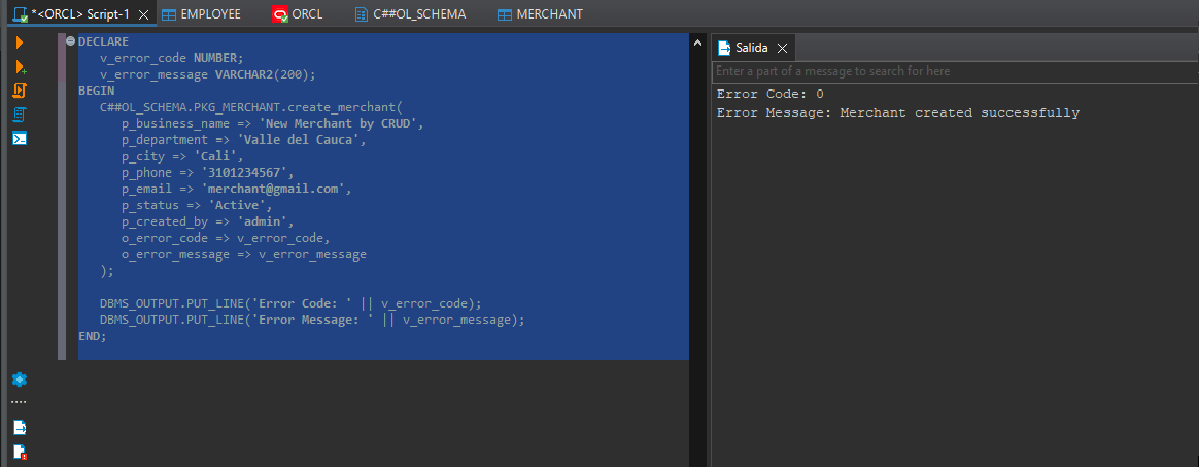 *<ORCL> Script-1
EMPLOYEE
ORCL
C##OL_SCHEMA
MERCHANT
DECLARE
v_error_code NUMBER;
v_error_message VARCHAR2(200);
BEGIN
C##OL_SCHEMA.PKG_MERCHANT.create_merchant(
p_business_name => 'New Merchant by CRUD',
p_department => 'Valle del Cauca',
p_city => 'Cali',
p_phone => '3101234567',
p_email => 'merchant@gmail.com',
p_status => 'Active',
p_created_by => 'admin',
o_error_code => v_error_code,
o_error_message => v_error_message
);
DBMS_OUTPUT.PUT_LINE('Error Code: ' || v_error_code);
DBMS_OUTPUT.PUT_LINE('Error Message: ' || v_error_message);
END;
Salida
Enter a part of a message to search for here
Error Code: 0
Error Message: Merchant created successfully